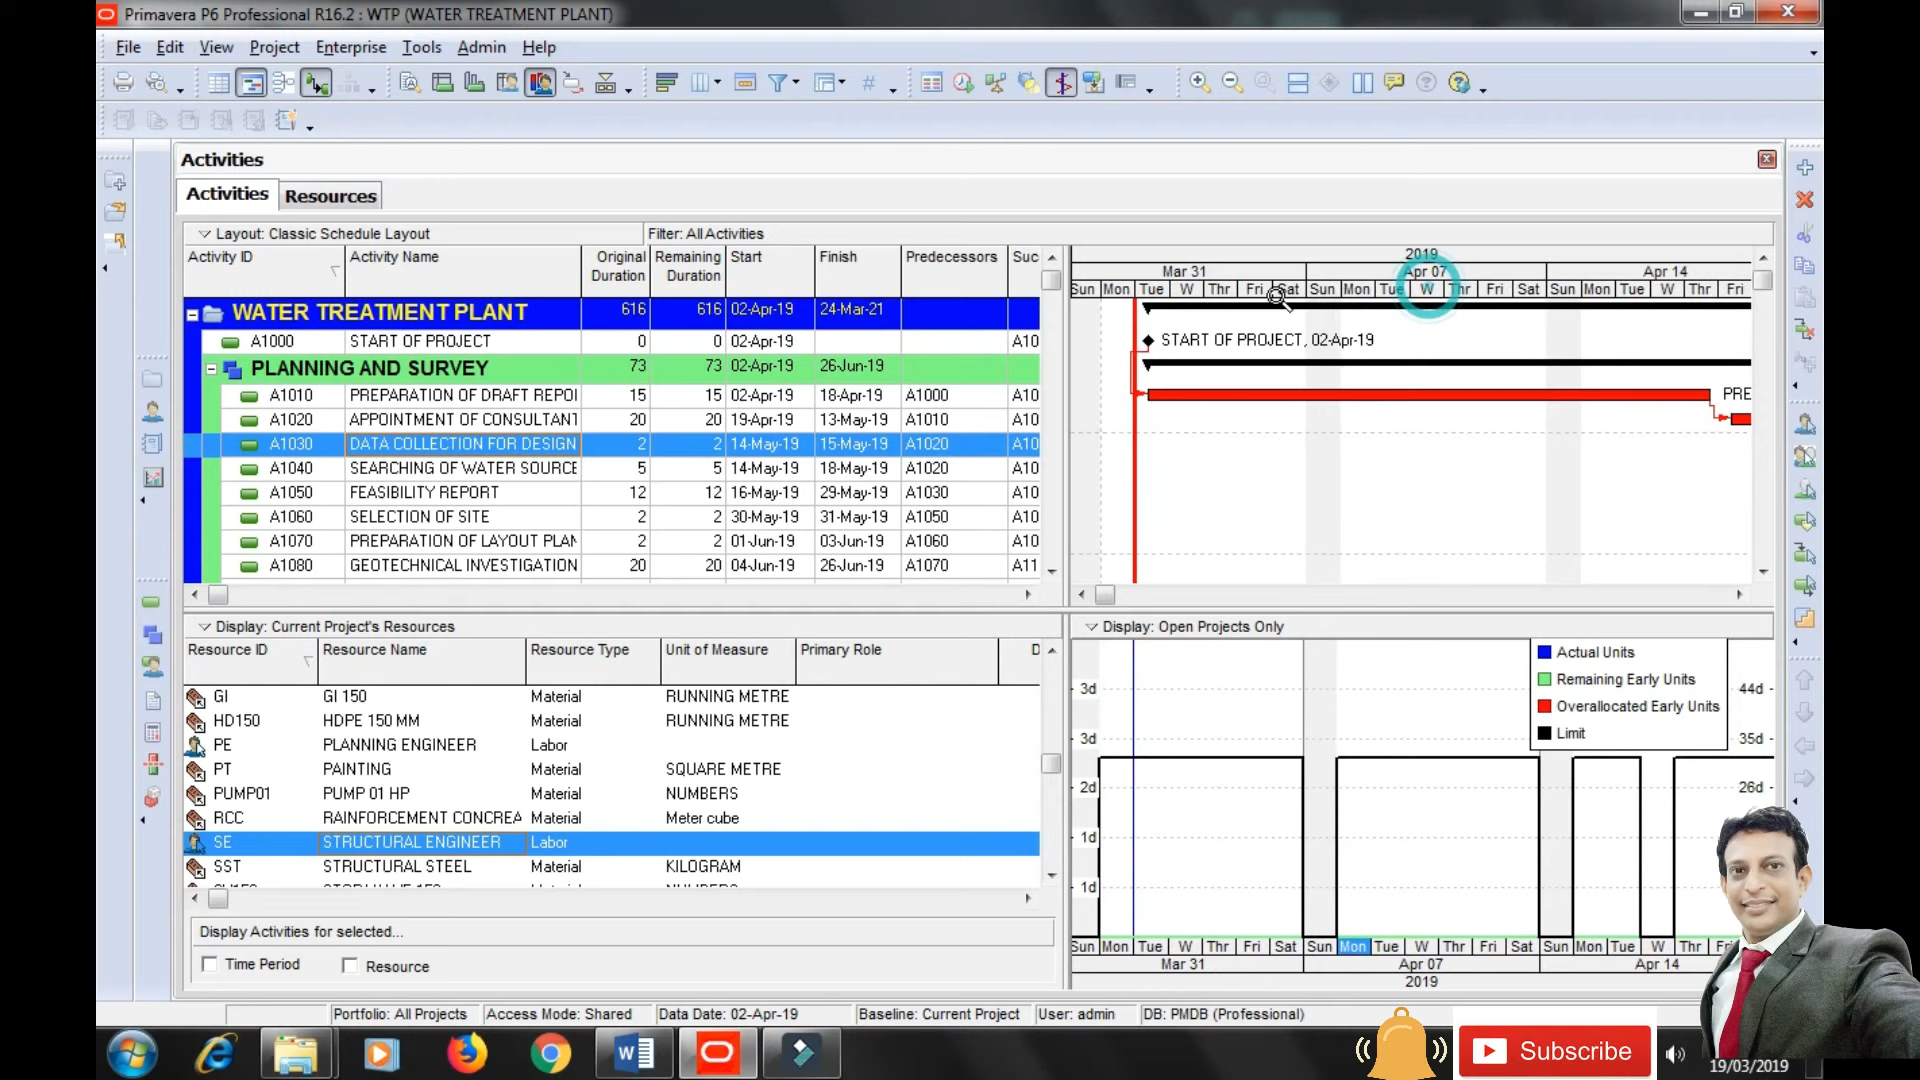 Primavera P6 Professional R16.2 : WTP (WATER TREATMENT PLANT)
File Edit View Project Enterprise Tools Admin Help
Activities
Activities Resources
Layout: Classic Schedule Layout Filter: All Activities
Activity ID Activity Name Original Duration Remaining Duration Start Finish Predecessors Suc
WATER TREATMENT PLANT 616 616 02-Apr-19 24-Mar-21
A1000 START OF PROJECT 0 0 02-Apr-19 A10
PLANNING AND SURVEY 73 73 02-Apr-19 26-Jun-19
A1010 PREPARATION OF DRAFT REPOI 15 15 02-Apr-19 18-Apr-19 A1000 A10
A1020 APPOINTMENT OF CONSULTANT 20 20 19-Apr-19 13-May-19 A1010 A10
A1030 DATA COLLECTION FOR DESIGN 2 2 14-May-19 15-May-19 A1020 A10
A1040 SEARCHING OF WATER SOURCE 5 5 14-May-19 18-May-19 A1020 A10
A1050 FEASIBILITY REPORT 12 12 16-May-19 29-May-19 A1030 A10
A1060 SELECTION OF SITE 2 2 30-May-19 31-May-19 A1050 A10
A1070 PREPARATION OF LAYOUT PLAN 2 2 01-Jun-19 03-Jun-19 A1060 A10
A1080 GEOTECHNICAL INVESTIGATION 20 20 04-Jun-19 26-Jun-19 A1070 A11
2019
Mar 31 Apr 07 Apr 14
Sun Mon Tue W Thr Fri Sat Sun Mon Tue W Thr Fri Sat Sun Mon Tue W Thr Fri
START OF PROJECT, 02-Apr-19
PRE
Display: Current Project's Resources
Resource ID Resource Name Resource Type Unit of Measure Primary Role D
GI GI 150 Material RUNNING METRE
HD150 HDPE 150 MM Material RUNNING METRE
PE PLANNING ENGINEER Labor
PT PAINTING Material SQUARE METRE
PUMP01 PUMP 01 HP Material NUMBERS
RCC RAINFORCEMENT CONCREA Material Meter cube
SE STRUCTURAL ENGINEER Labor
SST STRUCTURAL STEEL Material KILOGRAM
Display Activities for selected...
Time Period Resource
Display: Open Projects Only
Actual Units
Remaining Early Units
Overallocated Early Units
Limit
3d 44d
3d 35d
2d 26d
1d
1d
Sun Mon Tue W Thr Fri Sat Sun Mon Tue W Thr Fri Sat Sun Mon Tue W Thr
Mar 31 Apr 07 Apr 14
2019
Portfolio: All Projects Access Mode: Shared Data Date: 02-Apr-19 Baseline: Current Project User: admin DB: PMDB (Professional)
Subscribe
19/03/2019